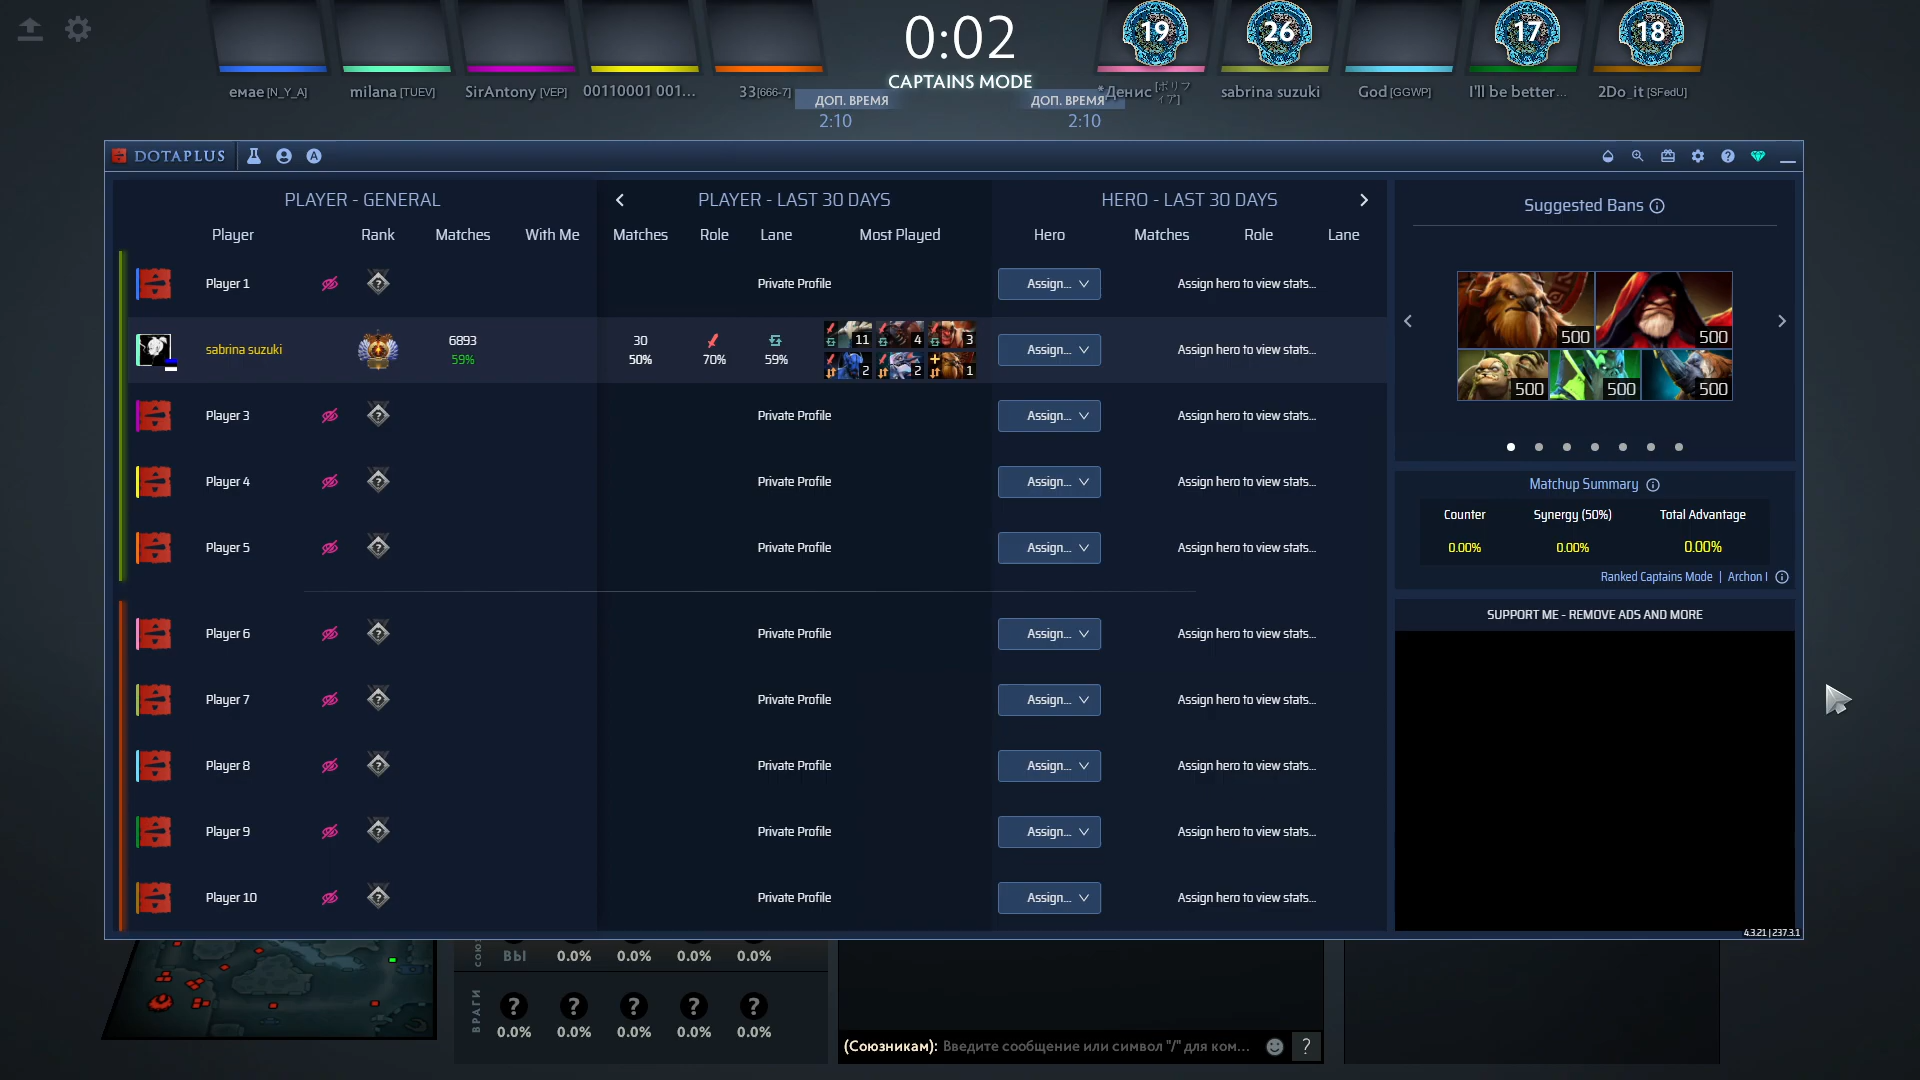 0:02
CAPTAINS MODE
19
26
17
18
емае [N_Y_A]
milana [TUEV]
SirAntony [VEP]
00110001 001...
33[666-7]
*Денис [ポリフィア]
sabrina suzuki
God [GGWP]
I'll be better...
2Do_it [SFedU]
ДОП. ВРЕМЯ
2:10
ДОП. ВРЕМЯ
2:10
DOTAPLUS
PLAYER - GENERAL
PLAYER - LAST 30 DAYS
HERO - LAST 30 DAYS
Player Rank Matches With Me Matches Role Lane Most Played Hero Matches Role Lane
Player 1 Private Profile Assign... Assign hero to view stats...
sabrina suzuki 6893 30 Assign... Assign hero to view stats...
59% 50% 70% 59%
11 4 3
2 2 1
Player 3 Private Profile Assign... Assign hero to view stats...
Player 4 Private Profile Assign... Assign hero to view stats...
Player 5 Private Profile Assign... Assign hero to view stats...
Player 6 Private Profile Assign... Assign hero to view stats...
Player 7 Private Profile Assign... Assign hero to view stats...
Player 8 Private Profile Assign... Assign hero to view stats...
Player 9 Private Profile Assign... Assign hero to view stats...
Player 10 Private Profile Assign... Assign hero to view stats...
Suggested Bans
500 500
500 500 500
Matchup Summary
Counter Synergy (50%) Total Advantage
0.00% 0.00% 0.00%
Ranked Captains Mode | Archon I
SUPPORT ME - REMOVE ADS AND MORE
4.3.21 | 237.3.1
ВЫ 0.0% 0.0% 0.0% 0.0%
ВРАГИ
? ? ? ? ?
0.0% 0.0% 0.0% 0.0% 0.0%
(Союзникам): Введите сообщение или символ "/" для ком... ?